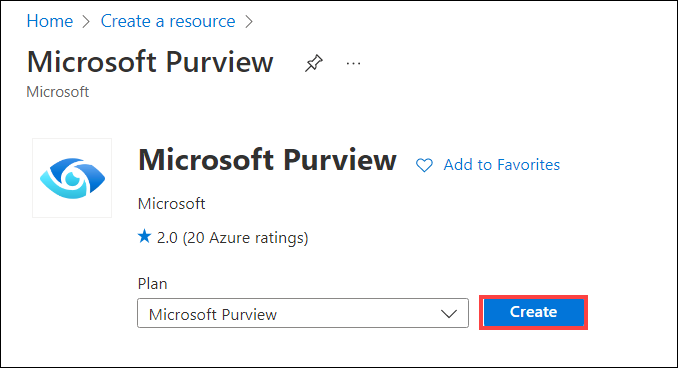 Home > Create a resource >
Microsoft Purview
Microsoft
Microsoft Purview
Add to Favorites
Microsoft
2.0 (20 Azure ratings)
Plan
Microsoft Purview
Create